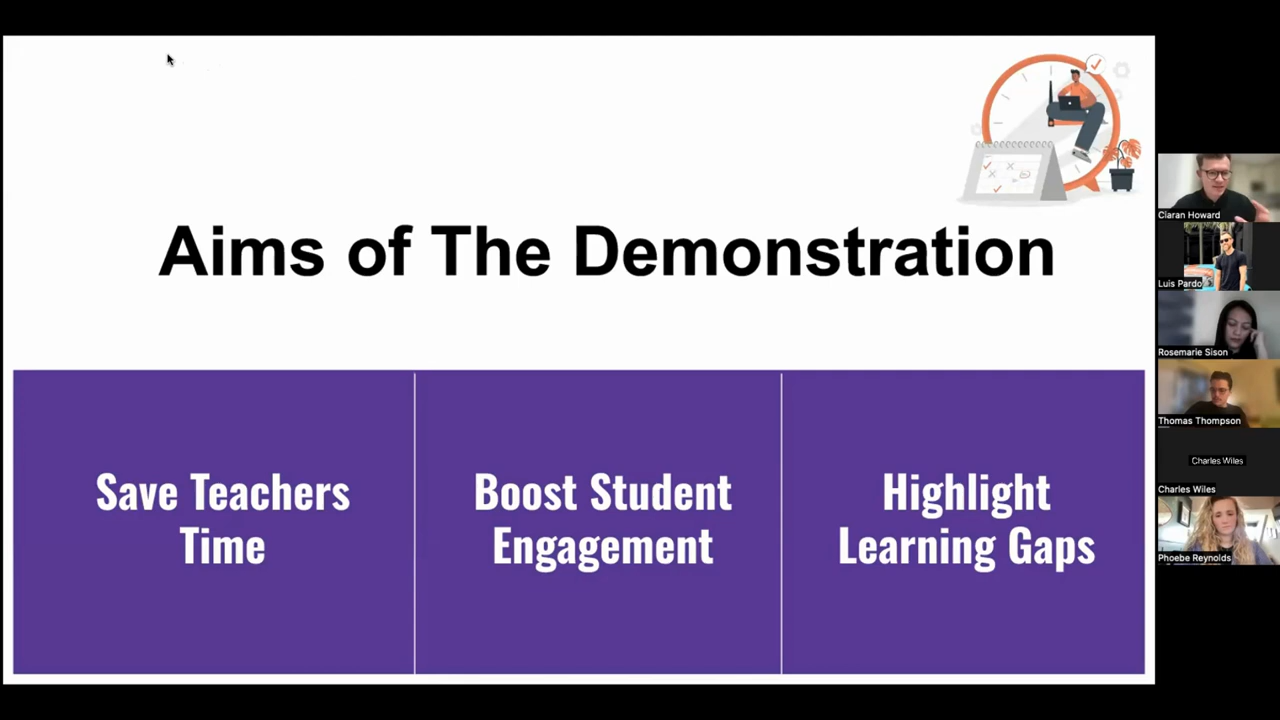 Aims of The Demonstration
Save Teachers
Time
Boost Student
Engagement
Highlight
Learning Gaps
Ciaran Howard
Luis Pardo
Rosemarie Sison
Thomas Thompson
Charles Wiles
Charles Wiles
Phoebe Reynolds